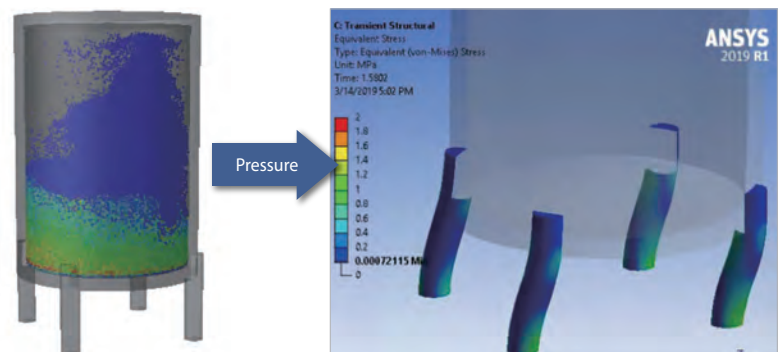 Pressure
C: Transient Structural
Equivalent Stress
Type: Equivalent (von-Mises) Stress
Unit: MPa
Time: 1.5802
3/14/2019 5:02 PM
2
1.8
1.6
1.4
1.2
1
0.8
0.6
0.4
0.2
0.00072115
0
ANSYS
2019 R1